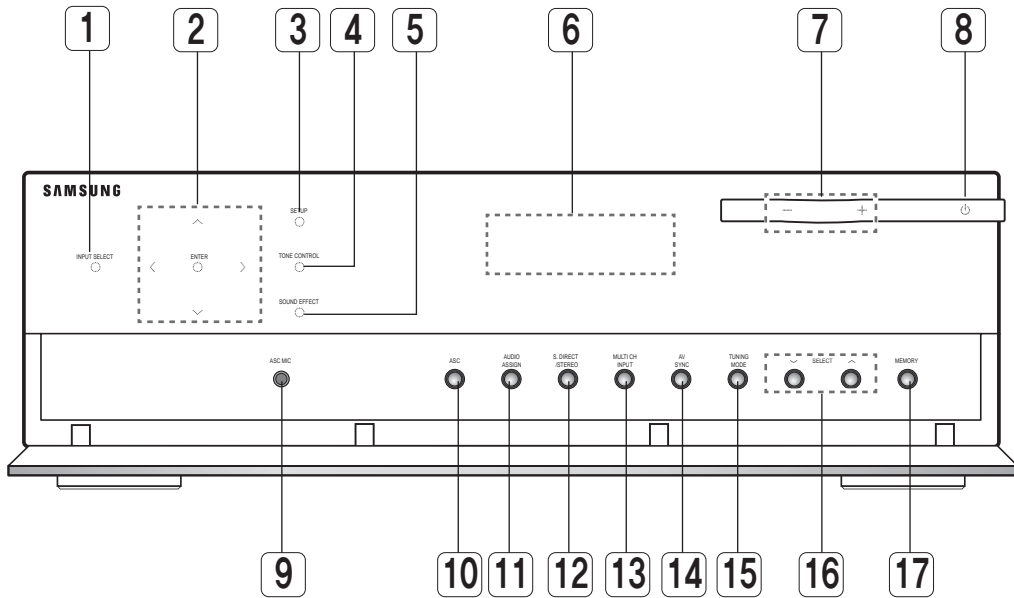 1 2 3 4 5 6 7 8
SAMSUNG
INPUT SELECT
ENTER
SETUP
TONE CONTROL
SOUND EFFECT
ASC MIC
ASC
AUDIO
ASSIGN
S. DIRECT
/STEREO
MULTI CH
INPUT
AV
SYNC
TUNING
MODE
SELECT
MEMORY
9 10 11 12 13 14 15 16 17